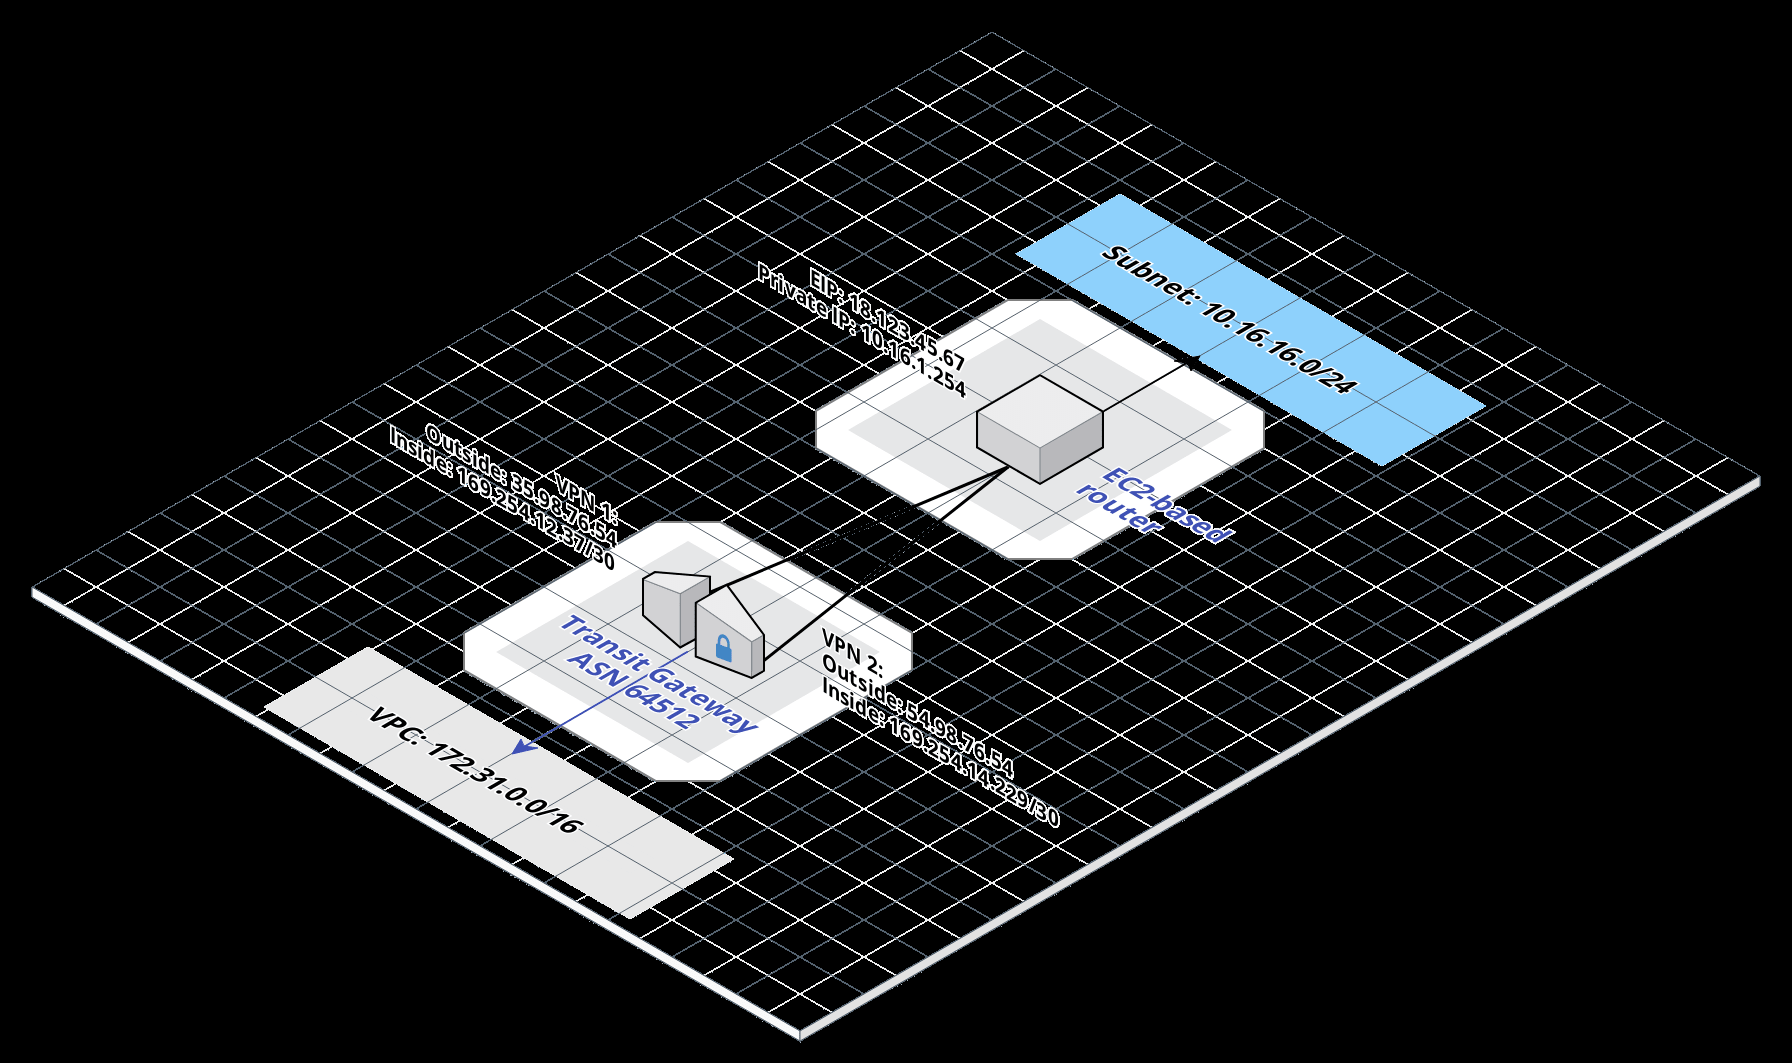 Subnet: 10.16.16.0/24
EIP: 18.123.45.67
Private IP: 10.16.1.254
EC2-based
router
VPN 1:
Outside: 35.98.76.54
Inside: 169.254.12.37/30
Transit Gateway
ASN 64512
VPN 2:
Outside: 54.98.76.54
Inside: 169.254.14.229/30
VPC: 172.31.0.0/16